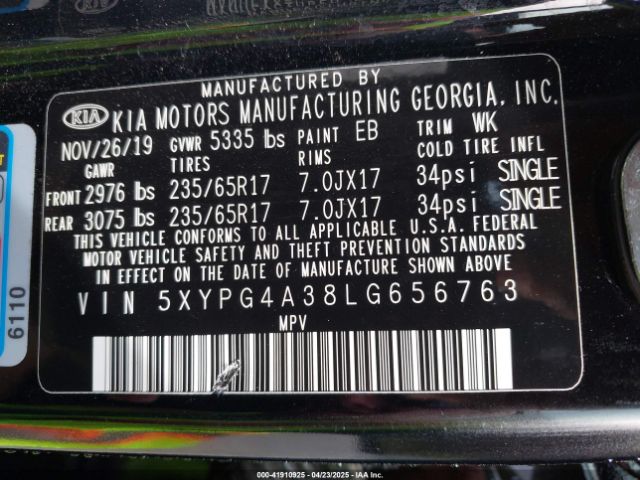 MANUFACTURED BY
KIA KIA MOTORS MANUFACTURING GEORGIA, INC.
NOV/26/19 GVWR 5335 lbs PAINT EB TRIM WK
GAWR TIRES RIMS COLD TIRE INFL
FRONT 2976 lbs 235/65R17 7.0JX17 34psi SINGLE
REAR 3075 lbs 235/65R17 7.0JX17 34psi SINGLE
THIS VEHICLE CONFORMS TO ALL APPLICABLE U.S.A. FEDERAL
MOTOR VEHICLE SAFETY AND THEFT PREVENTION STANDARDS
IN EFFECT ON THE DATE OF MANUFACTURE SHOWN ABOVE
VIN 5XYPG4A38LG656763
MPV
6110
000-41910925 - 04/23/2025 - IAAI.COM